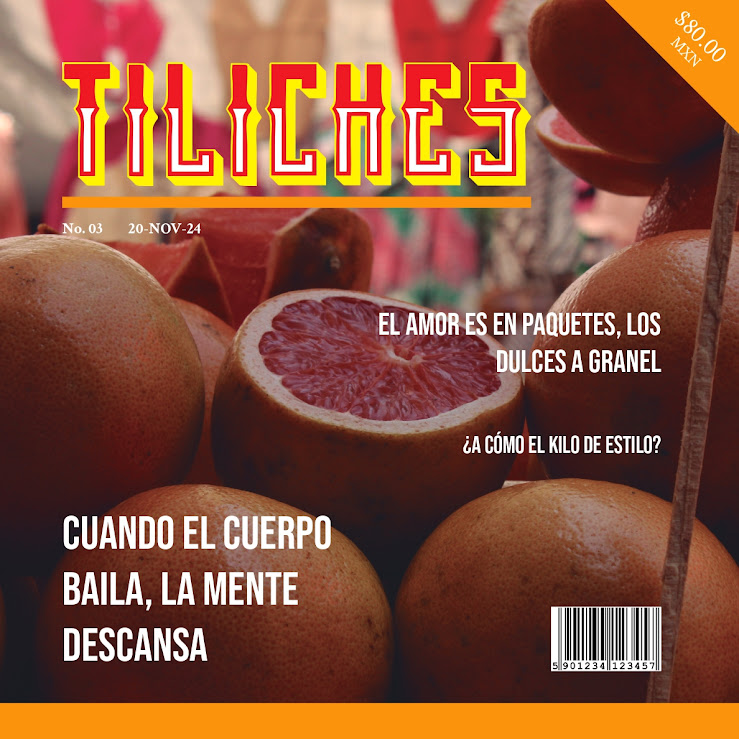 $80.00
MXN
TILICHES
No. 03 20-NOV-24
EL AMOR ES EN PAQUETES, LOS
DULCES A GRANEL
¿A CÓMO EL KILO DE ESTILO?
CUANDO EL CUERPO
BAILA, LA MENTE
DESCANSA
5 901234 123457